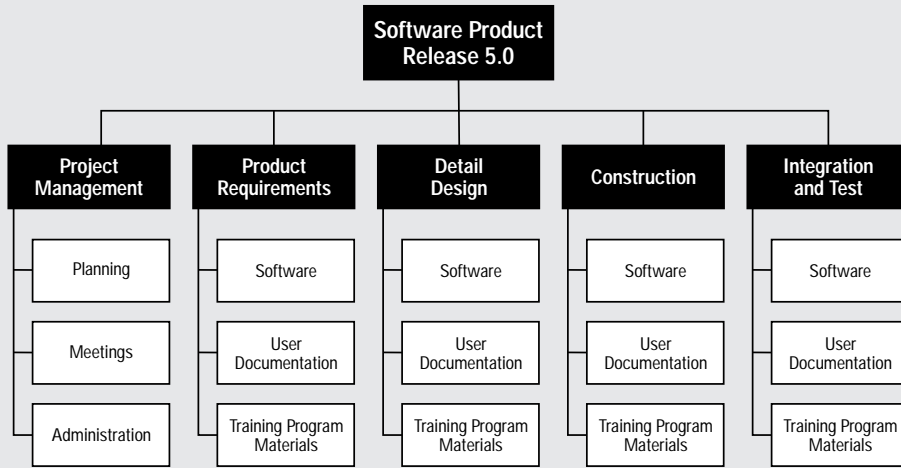 Software Product
Release 5.0
Project
Management
Product
Requirements
Detail
Design
Construction
Integration
and Test
Planning
Software
Software
Software
Software
Meetings
User
Documentation
User
Documentation
User
Documentation
User
Documentation
Administration
Training Program
Materials
Training Program
Materials
Training Program
Materials
Training Program
Materials